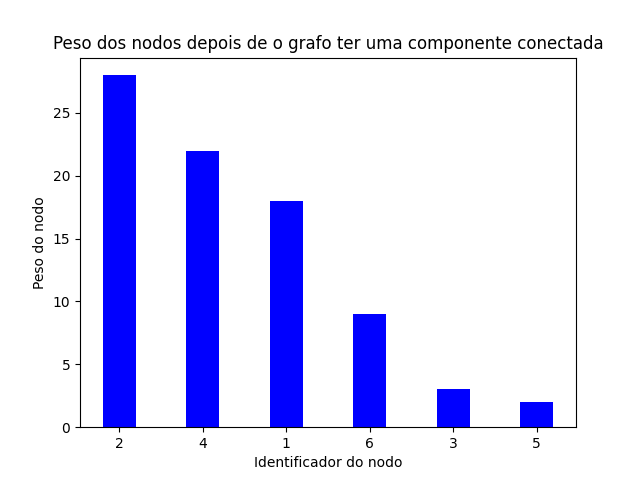 Peso dos nodos depois de o grafo ter uma componente conectada
25
20
15
10
5
0
Peso do nodo
2 4 1 6 3 5
Identificador do nodo